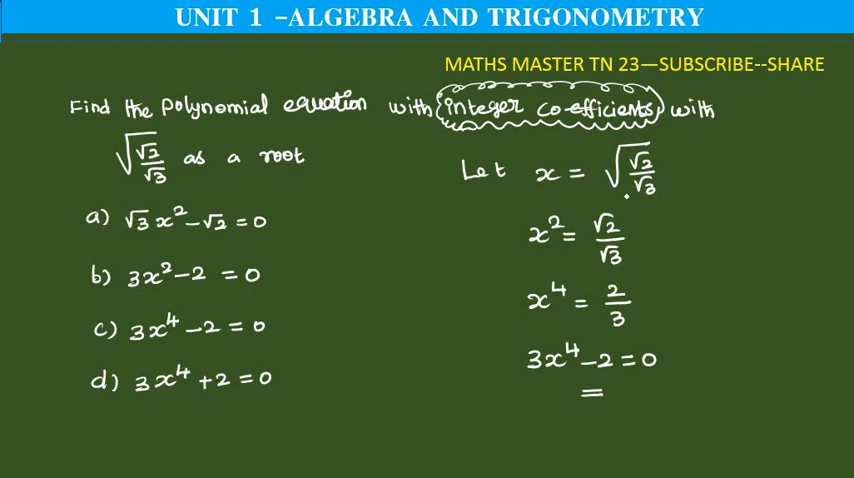 UNIT 1 -ALGEBRA AND TRIGONOMETRY
MATHS MASTER TN 23—SUBSCRIBE--SHARE
Find the polynomial equation with integer co-efficients with
√(√2/√3) as a root
a) √3 x² - √2 = 0
b) 3x² - 2 = 0
c) 3x⁴ - 2 = 0
d) 3x⁴ + 2 = 0
Let x = √(√2/√3)
x² = √2/√3
x⁴ = 2/3
3x⁴ - 2 = 0